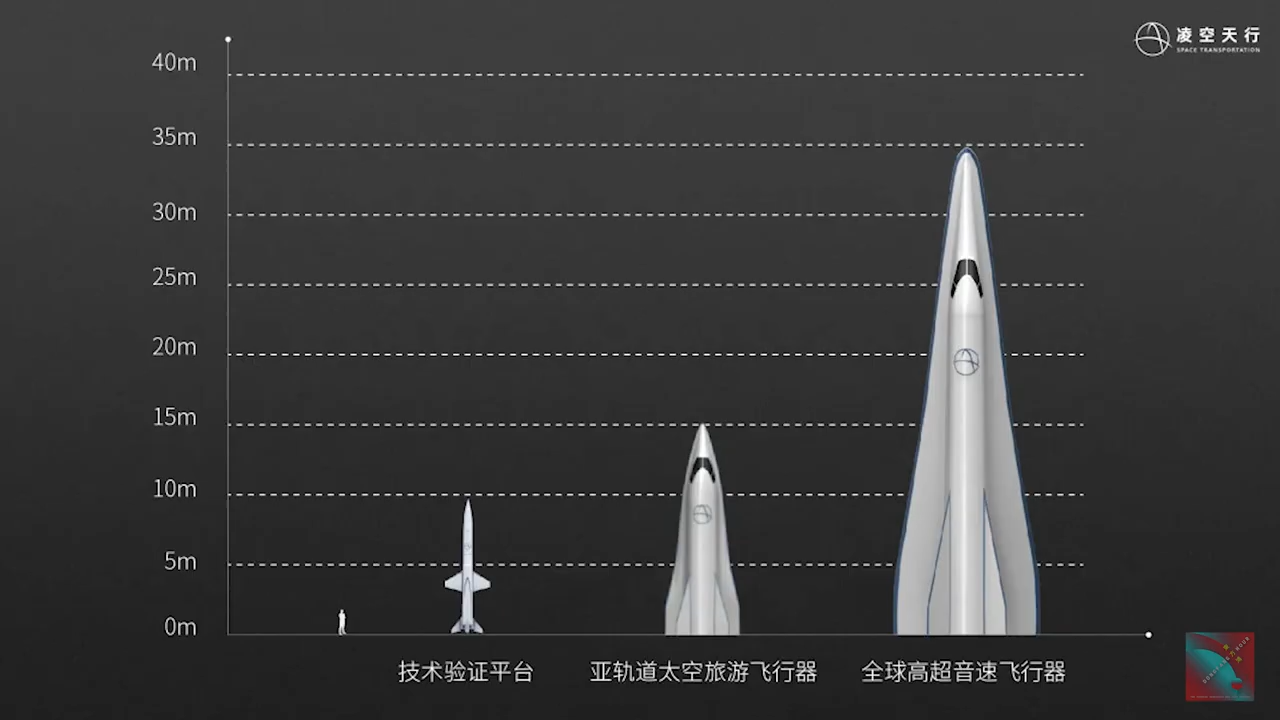 凌空天行
SPACE TRANSPORTATION
40m
35m
30m
25m
20m
15m
10m
5m
0m
技术验证平台
亚轨道太空旅游飞行器
全球高超音速飞行器